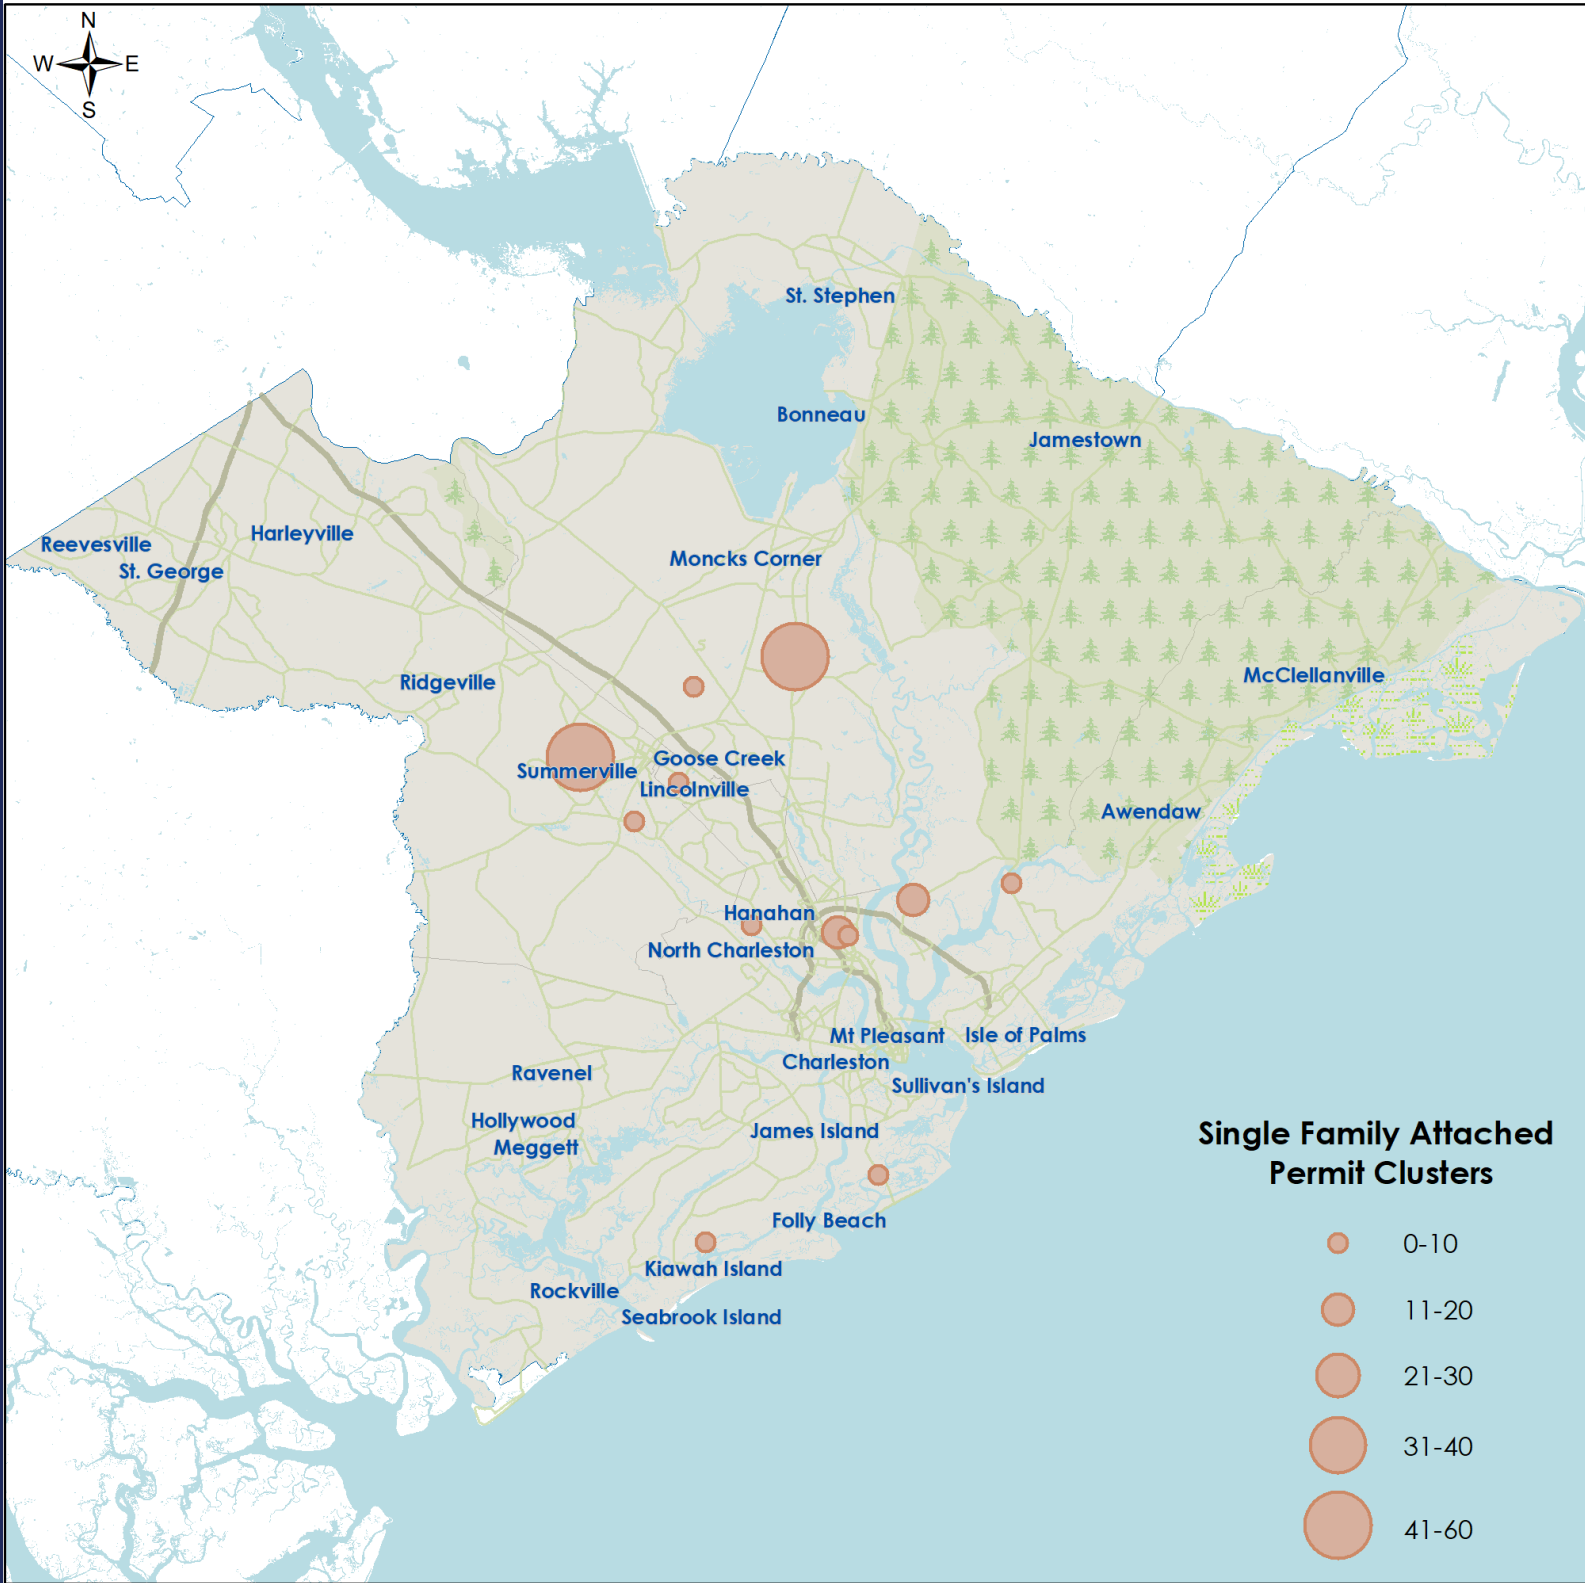 N
W E
S
St. Stephen
Bonneau
Jamestown
Harleyville
Reevesville
St. George
Moncks Corner
Ridgeville
McClellanville
Goose Creek
Summerville
Lincolnville
Awendaw
Hanahan
North Charleston
Mt Pleasant
Isle of Palms
Charleston
Ravenel
Sullivan's Island
Hollywood
James Island
Meggett
Folly Beach
Kiawah Island
Rockville
Seabrook Island
Single Family Attached
Permit Clusters
0-10
11-20
21-30
31-40
41-60